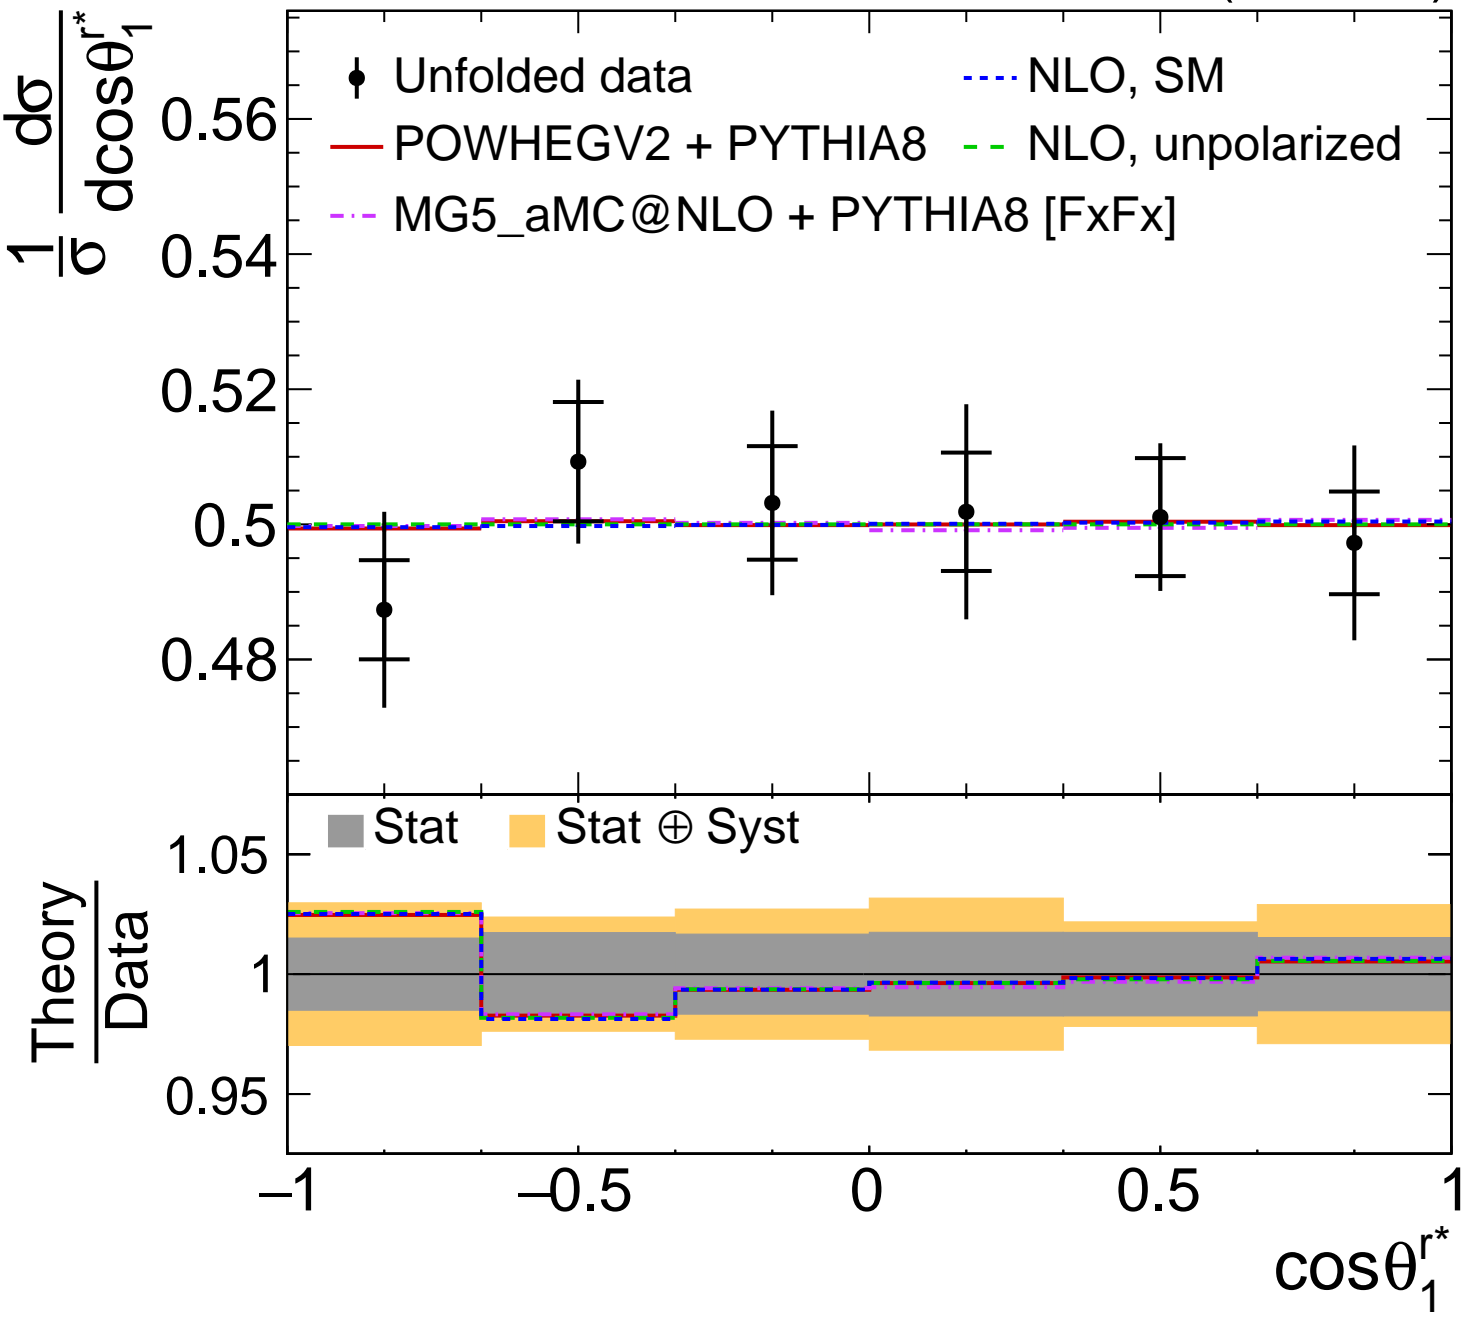 1/σ dσ/dcosθ₁ʳ*
Unfolded data
NLO, SM
POWHEGV2 + PYTHIA8
NLO, unpolarized
MG5_aMC@NLO + PYTHIA8 [FxFx]
0.56
0.54
0.52
0.5
0.48
Stat
Stat ⊕ Syst
Theory
Data
1.05
1
0.95
–1 –0.5 0 0.5 1
cosθ₁ʳ*